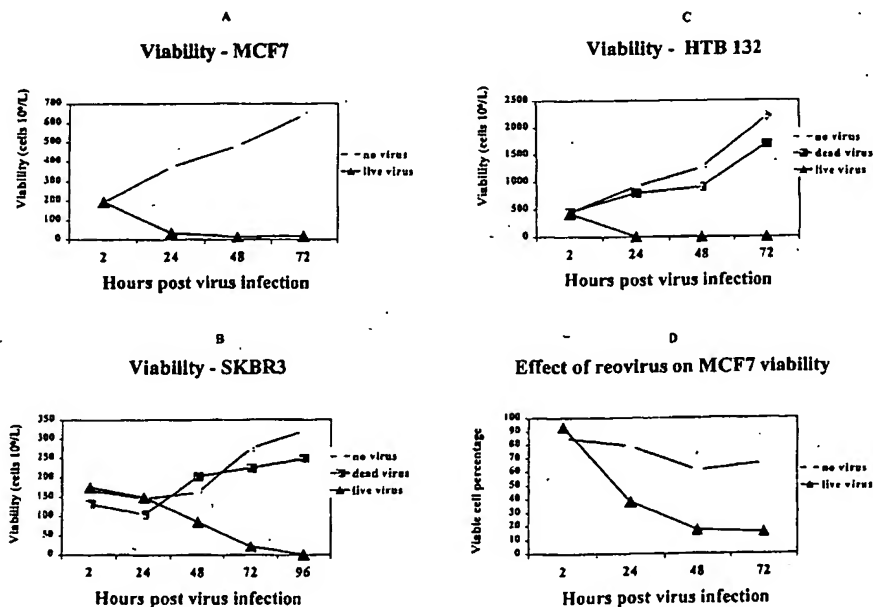 A
Viability - MCF7
Viability (cells 10⁶/L)
700
600
500
400
300
200
100
0
2 24 48 72
Hours post virus infection
no virus
live virus
C
Viability - HTB 132
Viability (cells 10⁶/L)
2500
2000
1500
1000
500
0
2 24 48 72
Hours post virus infection
no virus
dead virus
live virus
B
Viability - SKBR3
Viability (cells 10⁶/L)
350
300
250
200
150
100
50
0
2 24 48 72 96
Hours post virus infection
no virus
dead virus
live virus
D
Effect of reovirus on MCF7 viability
Viable cell percentage
100
90
80
70
60
50
40
30
20
10
0
2 24 48 72
Hours post virus infection
no virus
live virus